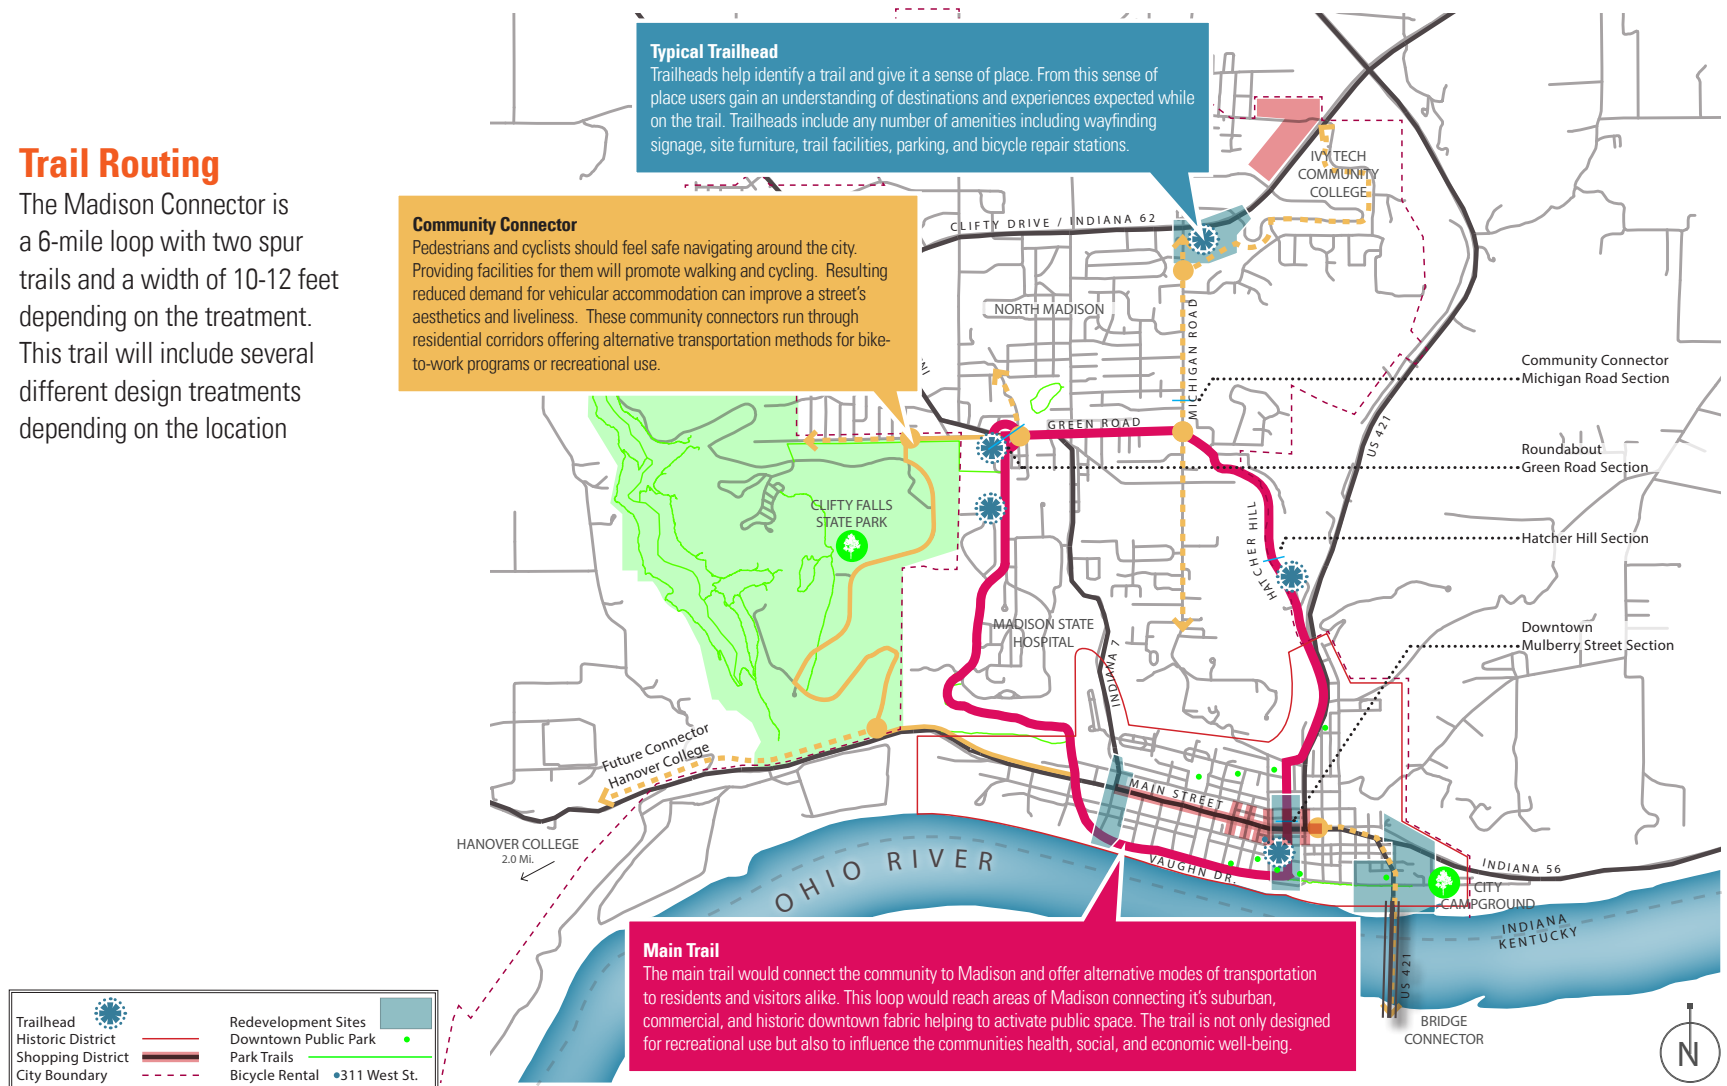 Trail Routing
The Madison Connector is
a 6-mile loop with two spur
trails and a width of 10-12 feet
depending on the treatment.
This trail will include several
different design treatments
depending on the location
Typical Trailhead
Trailheads help identify a trail and give it a sense of place. From this sense of
place users gain an understanding of destinations and experiences expected while
on the trail. Trailheads include any number of amenities including wayfinding
signage, site furniture, trail facilities, parking, and bicycle repair stations.
Community Connector
Pedestrians and cyclists should feel safe navigating around the city.
Providing facilities for them will promote walking and cycling.  Resulting
reduced demand for vehicular accommodation can improve a street's
aesthetics and liveliness.  These community connectors run through
residential corridors offering alternative transportation methods for bike-
to-work programs or recreational use.
IVY TECH
COMMUNITY
COLLEGE
CLIFTY DRIVE / INDIANA 62
NORTH MADISON
MICHIGAN ROAD
IN
GREEN ROAD
US 421
Community Connector
Michigan Road Section
Roundabout
Green Road Section
Hatcher Hill Section
Downtown
Mulberry Street Section
CLIFTY FALLS
STATE PARK
HATCHER HILL
MADISON STATE
HOSPITAL
INDIANA 7
Future Connector
Hanover College
HANOVER COLLEGE
2.0 Mi.
MAIN STREET
VAUGHN DR.
OHIO RIVER
INDIANA 56
CITY
CAMPGROUND
INDIANA
KENTUCKY
US 421
BRIDGE
CONNECTOR
Main Trail
The main trail would connect the community to Madison and offer alternative modes of transportation
to residents and visitors alike. This loop would reach areas of Madison connecting it's suburban,
commercial, and historic downtown fabric helping to activate public space. The trail is not only designed
for recreational use but also to influence the communities health, social, and economic well-being.
Trailhead
Historic District
Shopping District
City Boundary
Redevelopment Sites
Downtown Public Park
Park Trails
Bicycle Rental •311 West St.
N